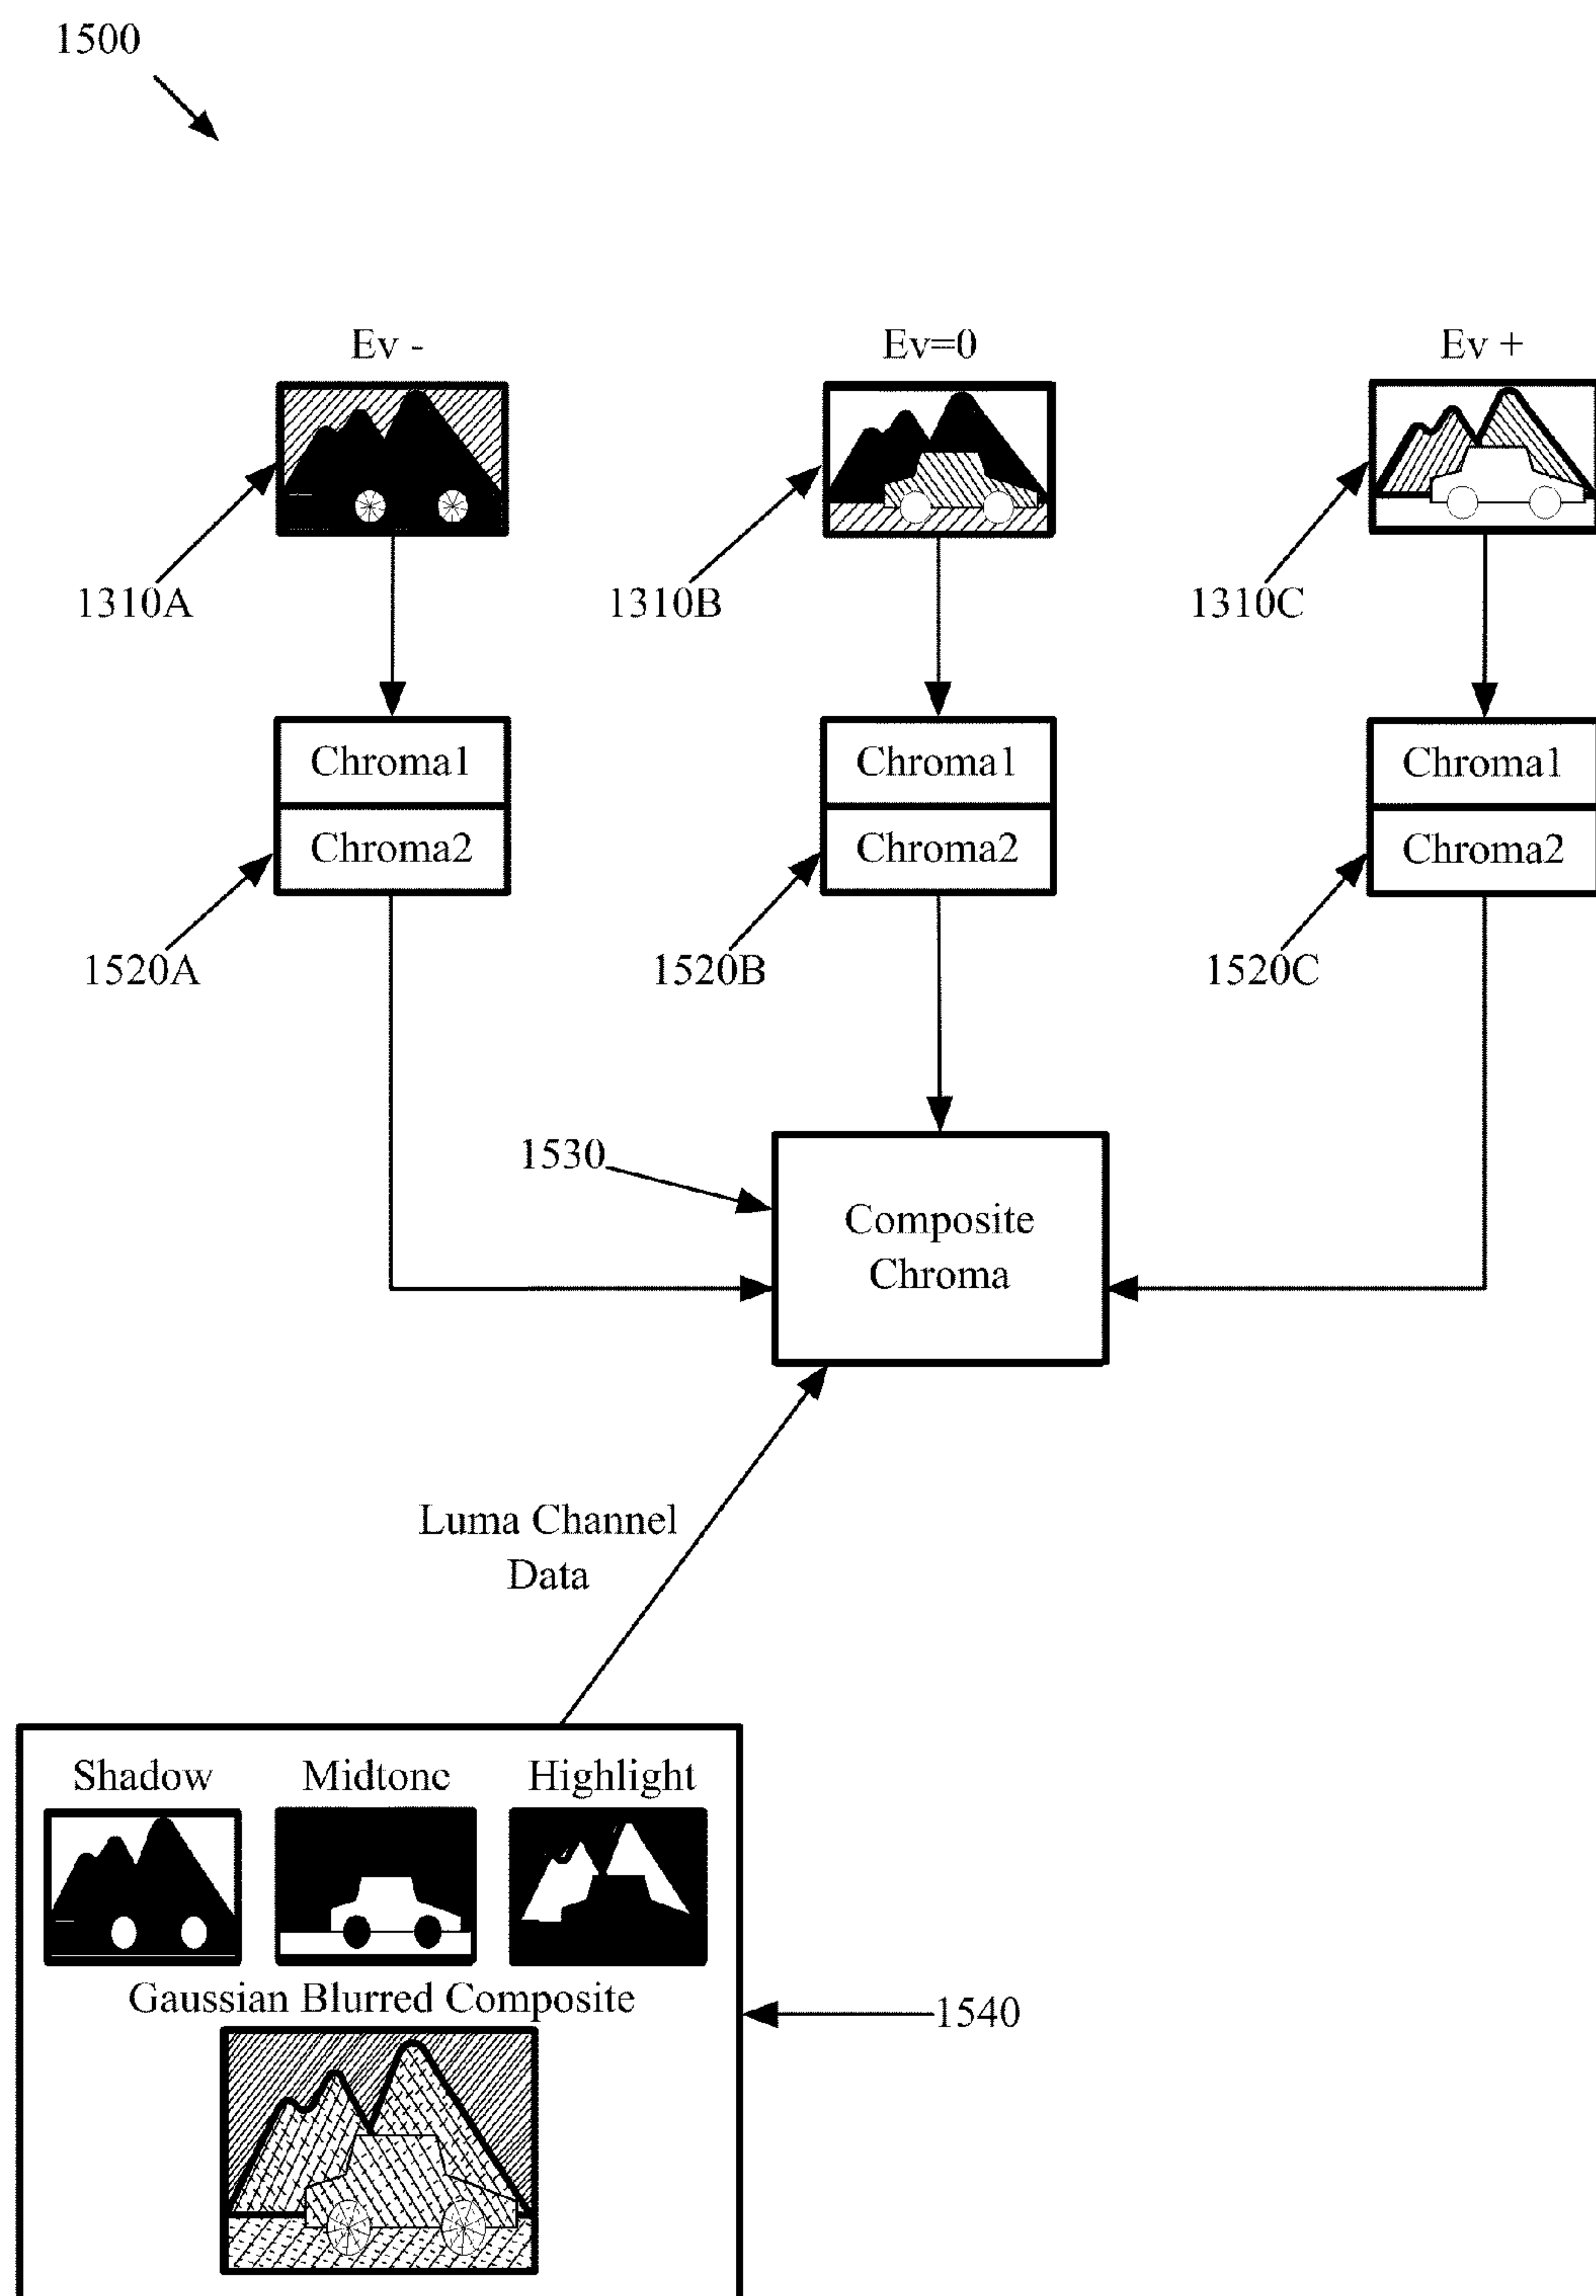 1500
Ev -
Ev=0
Ev +
1310A
1310B
1310C
Chroma1
Chroma1
Chroma1
Chroma2
Chroma2
Chroma2
1520A
1520B
1520C
1530
Composite
Chroma
Luma Channel
Data
Shadow
Midtone
Highlight
Gaussian Blurred Composite
1540